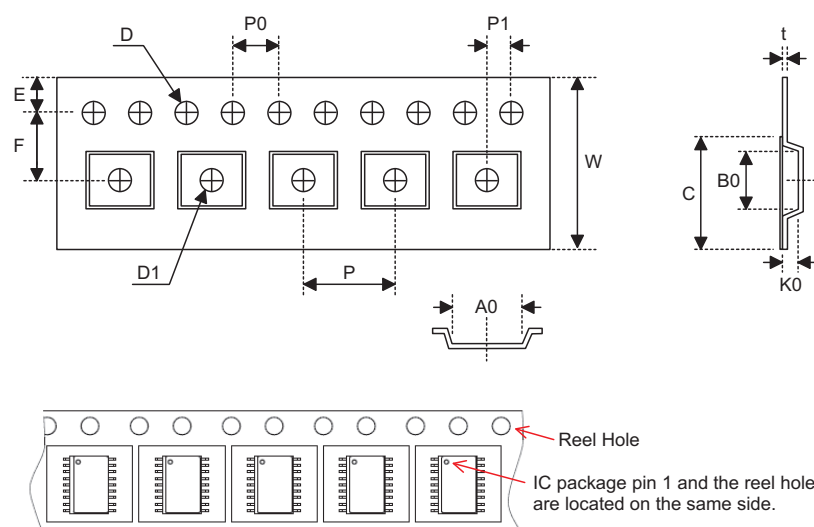 D
P0
P1
t
E
F
W
C
B0
D1
P
K0
A0
Reel Hole
IC package pin 1 and the reel hole
are located on the same side.